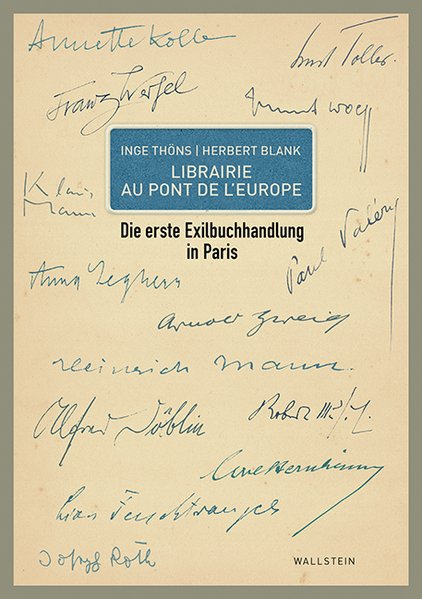 Annette Kolb
Ernst Toller.
Franz Werfel
INGE THÖNS | HERBERT BLANK
LIBRAIRIE
AU PONT DE L'EUROPE
Klaus
Mann
Die erste Exilbuchhandlung
in Paris
Paul Valéry
Anna Seghers
Arnold Zweig
Heinrich Mann.
Alfred Döblin
Robert
Lion Feuchtwanger
Joseph Roth
WALLSTEIN